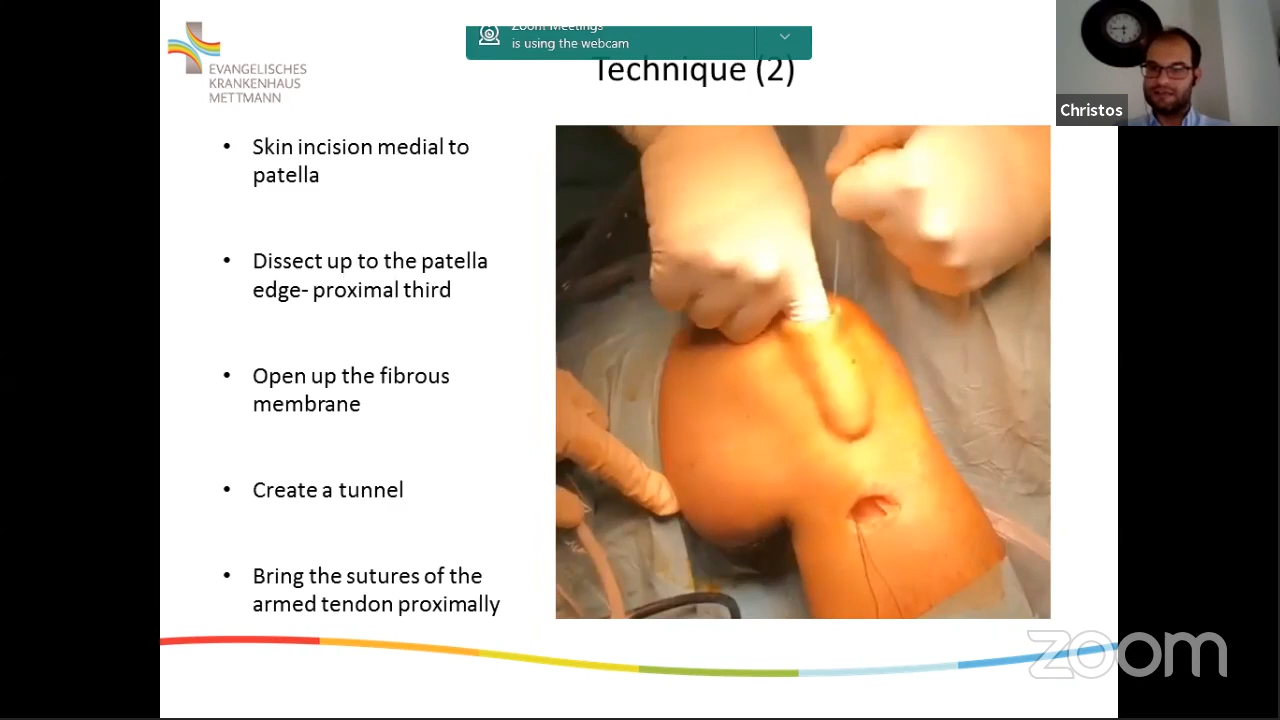 EVANGELISCHES
KRANKENHAUS
METTMANN
Zoom Meetings
is using the webcam
Technique (2)
Christos
• Skin incision medial to
patella
• Dissect up to the patella
edge- proximal third
• Open up the fibrous
membrane
• Create a tunnel
• Bring the sutures of the
armed tendon proximally
zoom